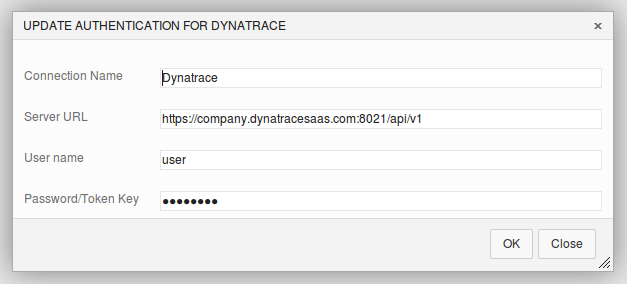 UPDATE AUTHENTICATION FOR DYNATRACE ×
Connection Name Dynatrace
Server URL https://company.dynatracesaas.com:8021/api/v1
User name user
Password/Token Key ●●●●●●●●
OK Close